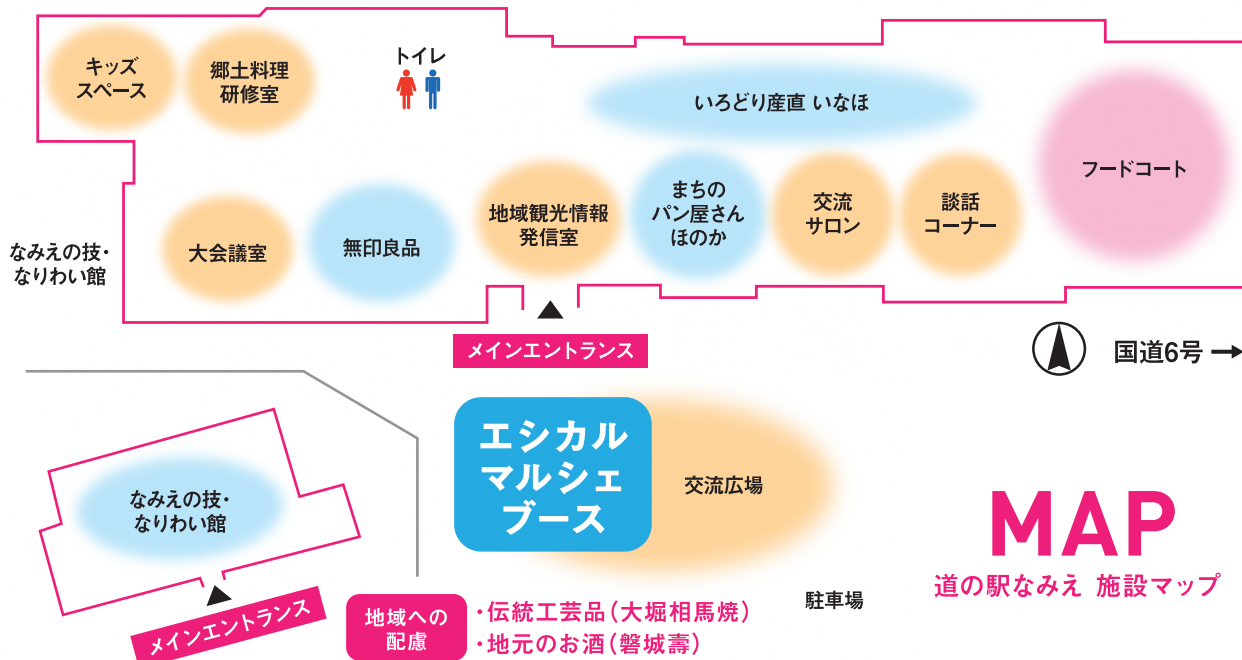 キッズ
スペース
郷土料理
研修室
トイレ
いろどり産直 いなほ
フードコート
大会議室
無印良品
地域観光情報
発信室
まちの
パン屋さん
ほのか
交流
サロン
談話
コーナー
なみえの技・
なりわい館
メインエントランス
国道6号
エシカル
マルシェ
ブース
交流広場
なみえの技・
なりわい館
メインエントランス
MAP
道の駅なみえ 施設マップ
駐車場
地域への
配慮
・伝統工芸品(大堀相馬焼)
・地元のお酒(磐城壽)